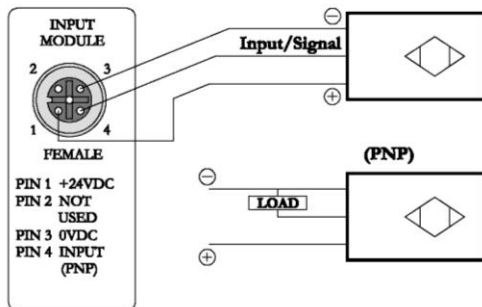 INPUT
MODULE
2 3
1 4
FEMALE
PIN 1 +24VDC
PIN 2 NOT
USED
PIN 3 0VDC
PIN 4 INPUT
(PNP)
−
Input/Signal
+
(PNP)
−
LOAD
+